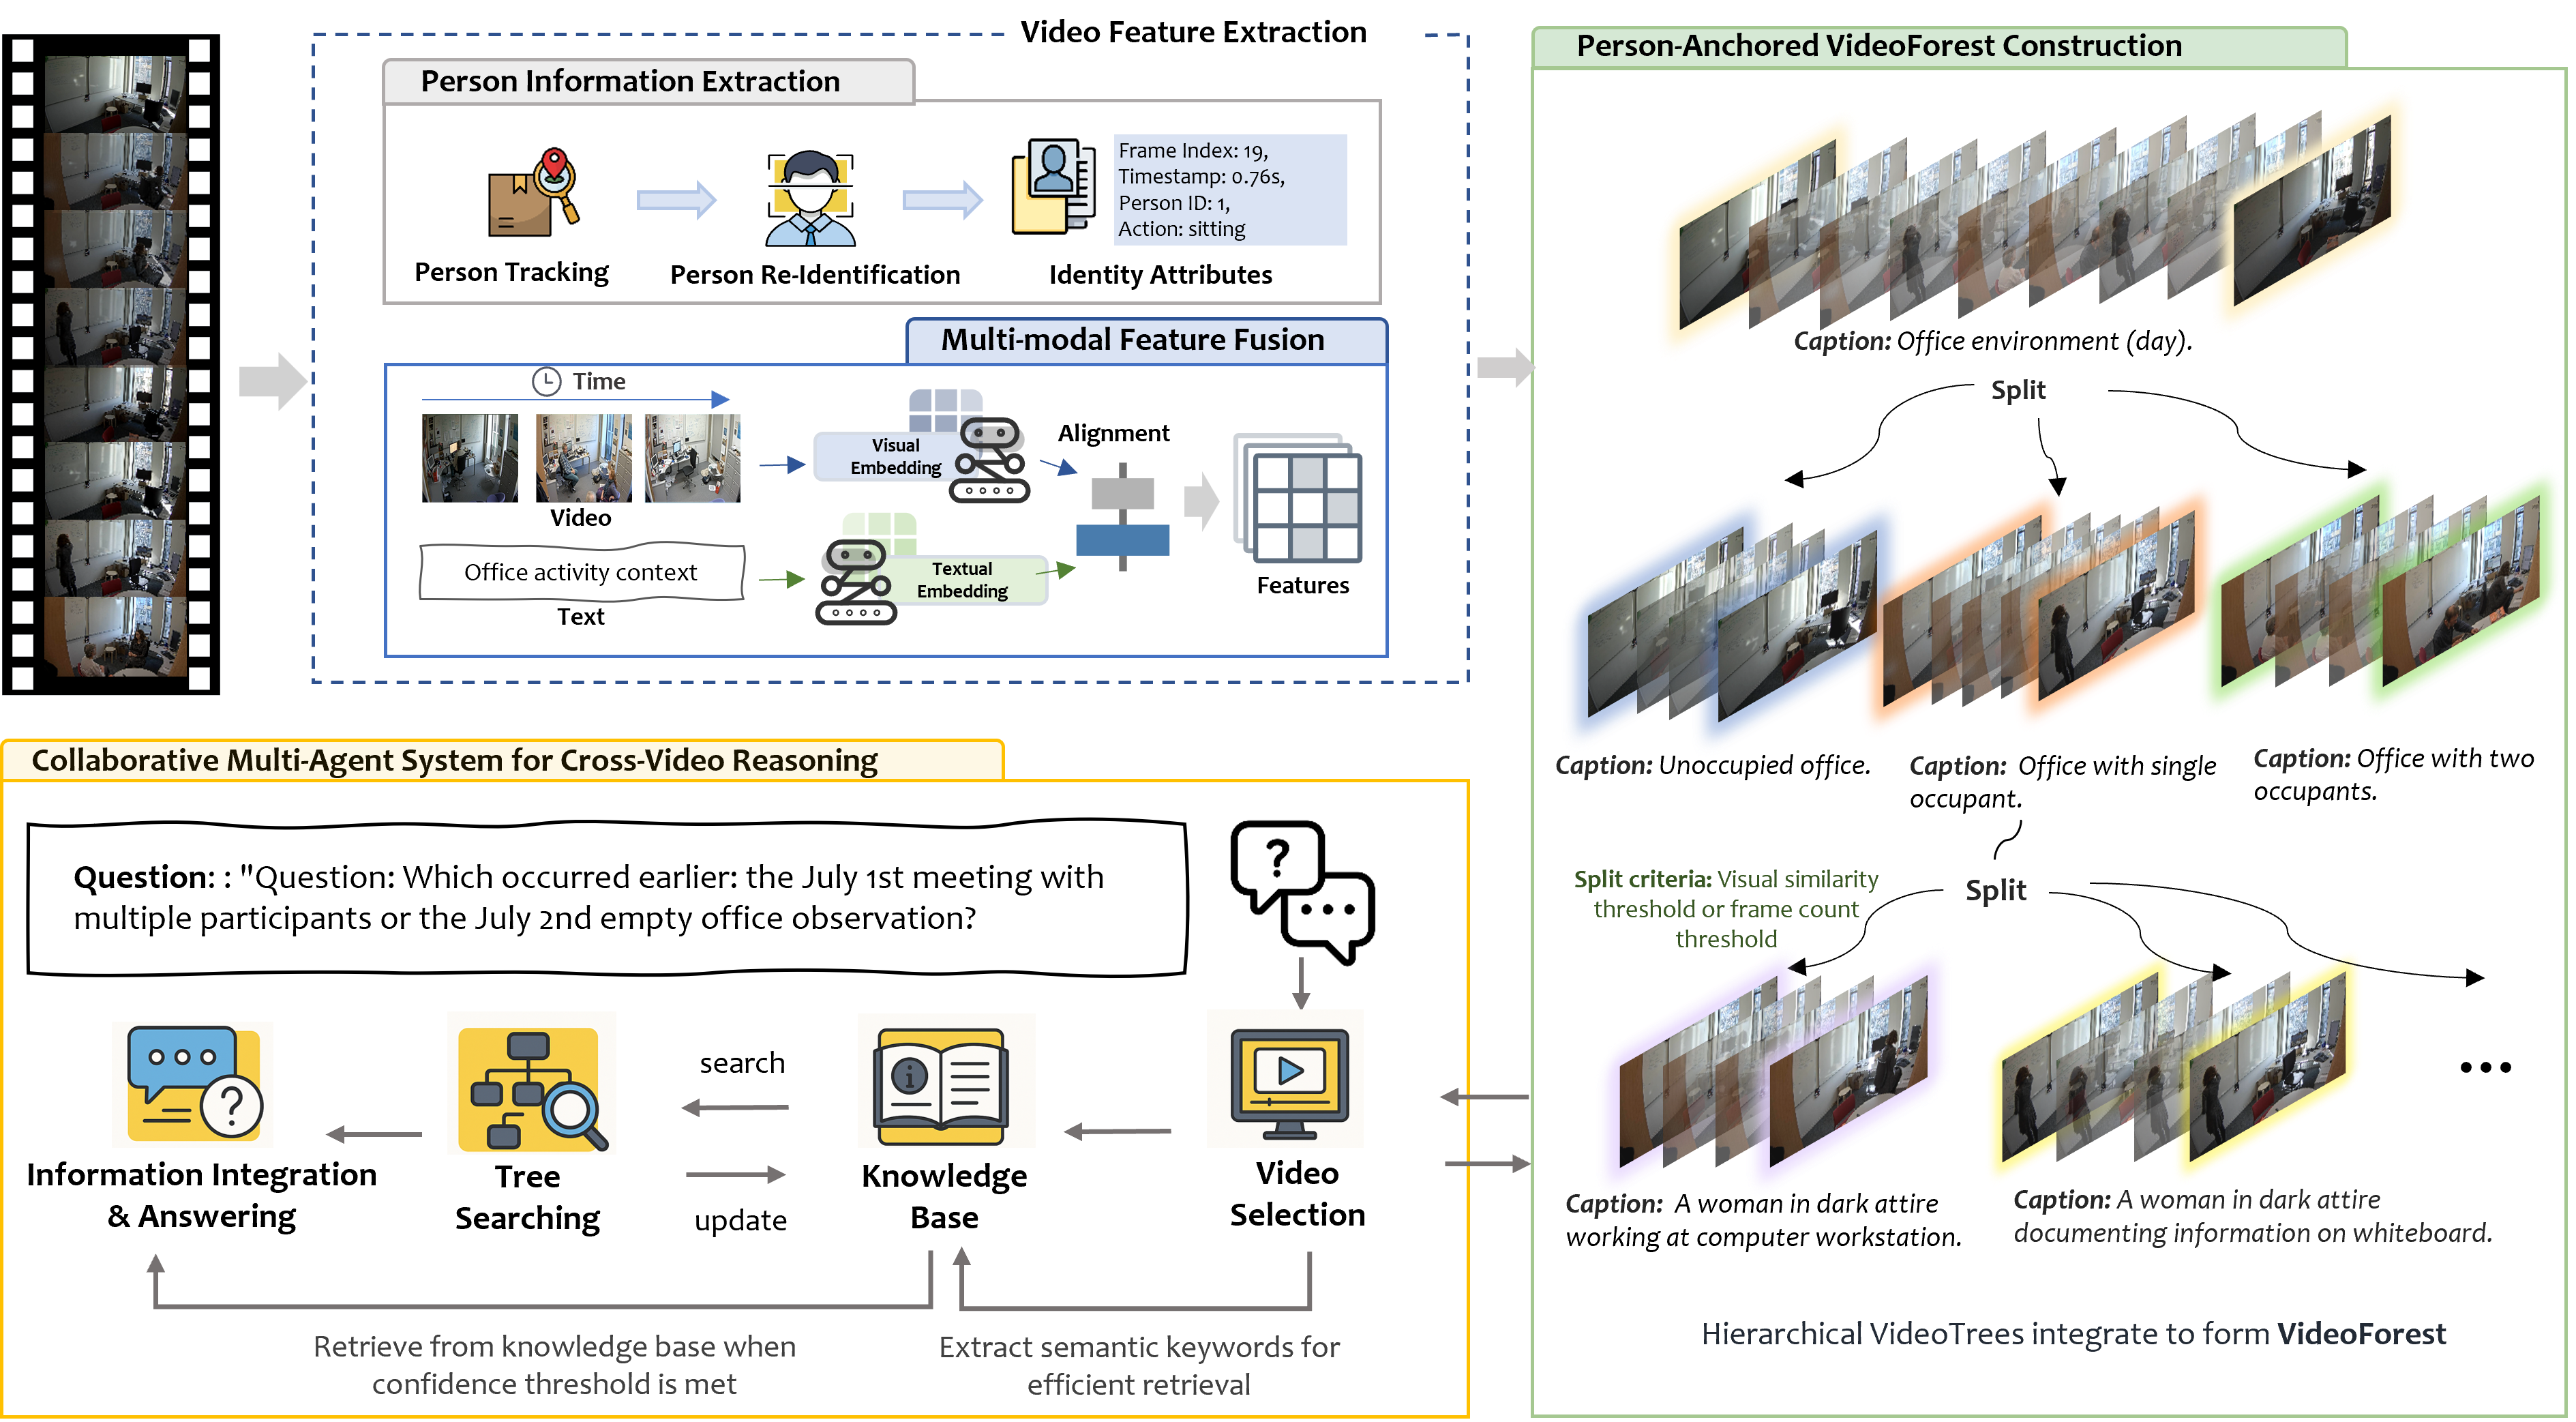 Video Feature Extraction
Person Information Extraction
Frame Index: 19,
Timestamp: 0.76s,
Person ID: 1,
Action: sitting
Person Tracking
Person Re-Identification
Identity Attributes
Multi-modal Feature Fusion
Time
Video
Office activity context
Text
Visual
Embedding
Textual
Embedding
Alignment
Features
Person-Anchored VideoForest Construction
Caption: Office environment (day).
Split
Caption: Unoccupied office.
Caption: Office with single
occupant.
Caption: Office with two
occupants.
Split criteria: Visual similarity
threshold or frame count
threshold
Split
Caption: A woman in dark attire
working at computer workstation.
Caption: A woman in dark attire
documenting information on whiteboard.
...
Hierarchical VideoTrees integrate to form VideoForest
Collaborative Multi-Agent System for Cross-Video Reasoning
Question: : "Question: Which occurred earlier: the July 1st meeting with
multiple participants or the July 2nd empty office observation?
Information Integration
& Answering
Tree
Searching
search
update
Knowledge
Base
Video
Selection
Retrieve from knowledge base when
confidence threshold is met
Extract semantic keywords for
efficient retrieval